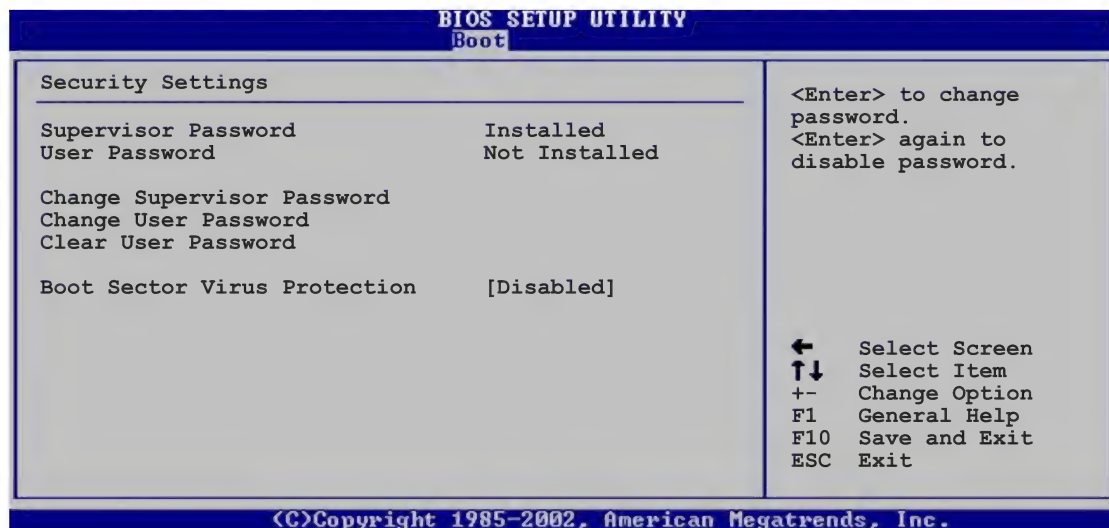 BIOS SETUP UTILITY
Boot
Security Settings
Supervisor Password Installed
User Password Not Installed
Change Supervisor Password
Change User Password
Clear User Password
Boot Sector Virus Protection [Disabled]
<Enter> to change
password.
<Enter> again to
disable password.
← Select Screen
↑↓ Select Item
+- Change Option
F1 General Help
F10 Save and Exit
ESC Exit
(C)Copyright 1985-2002, American Megatrends, Inc.